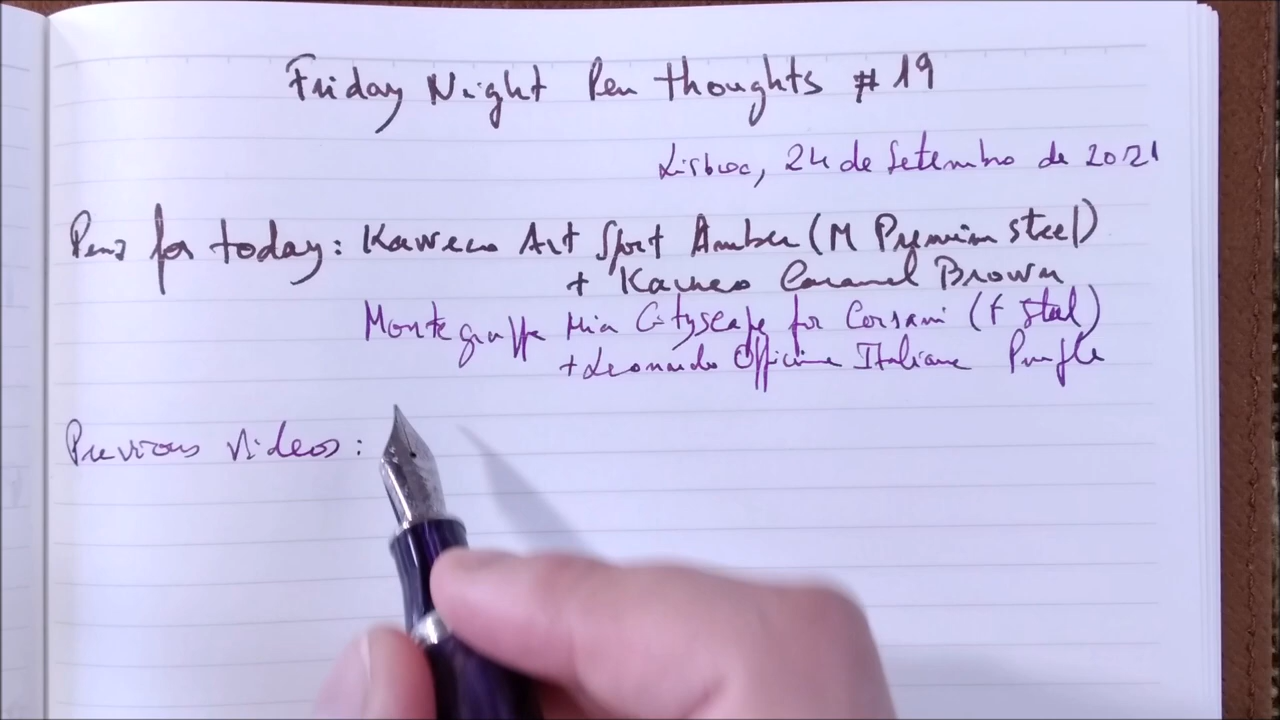 Friday Night Pen thoughts # 19
Lisboa, 24 de Setembro de 2021
Pens for today: Kaweco Art Sport Amber (M Premium steel)
+ Kaweco Caramel Brown
Montegrappa Mia Cityscape for Corsani (F steel)
+ Leonardo Officina Italiana Purple
Previous videos: